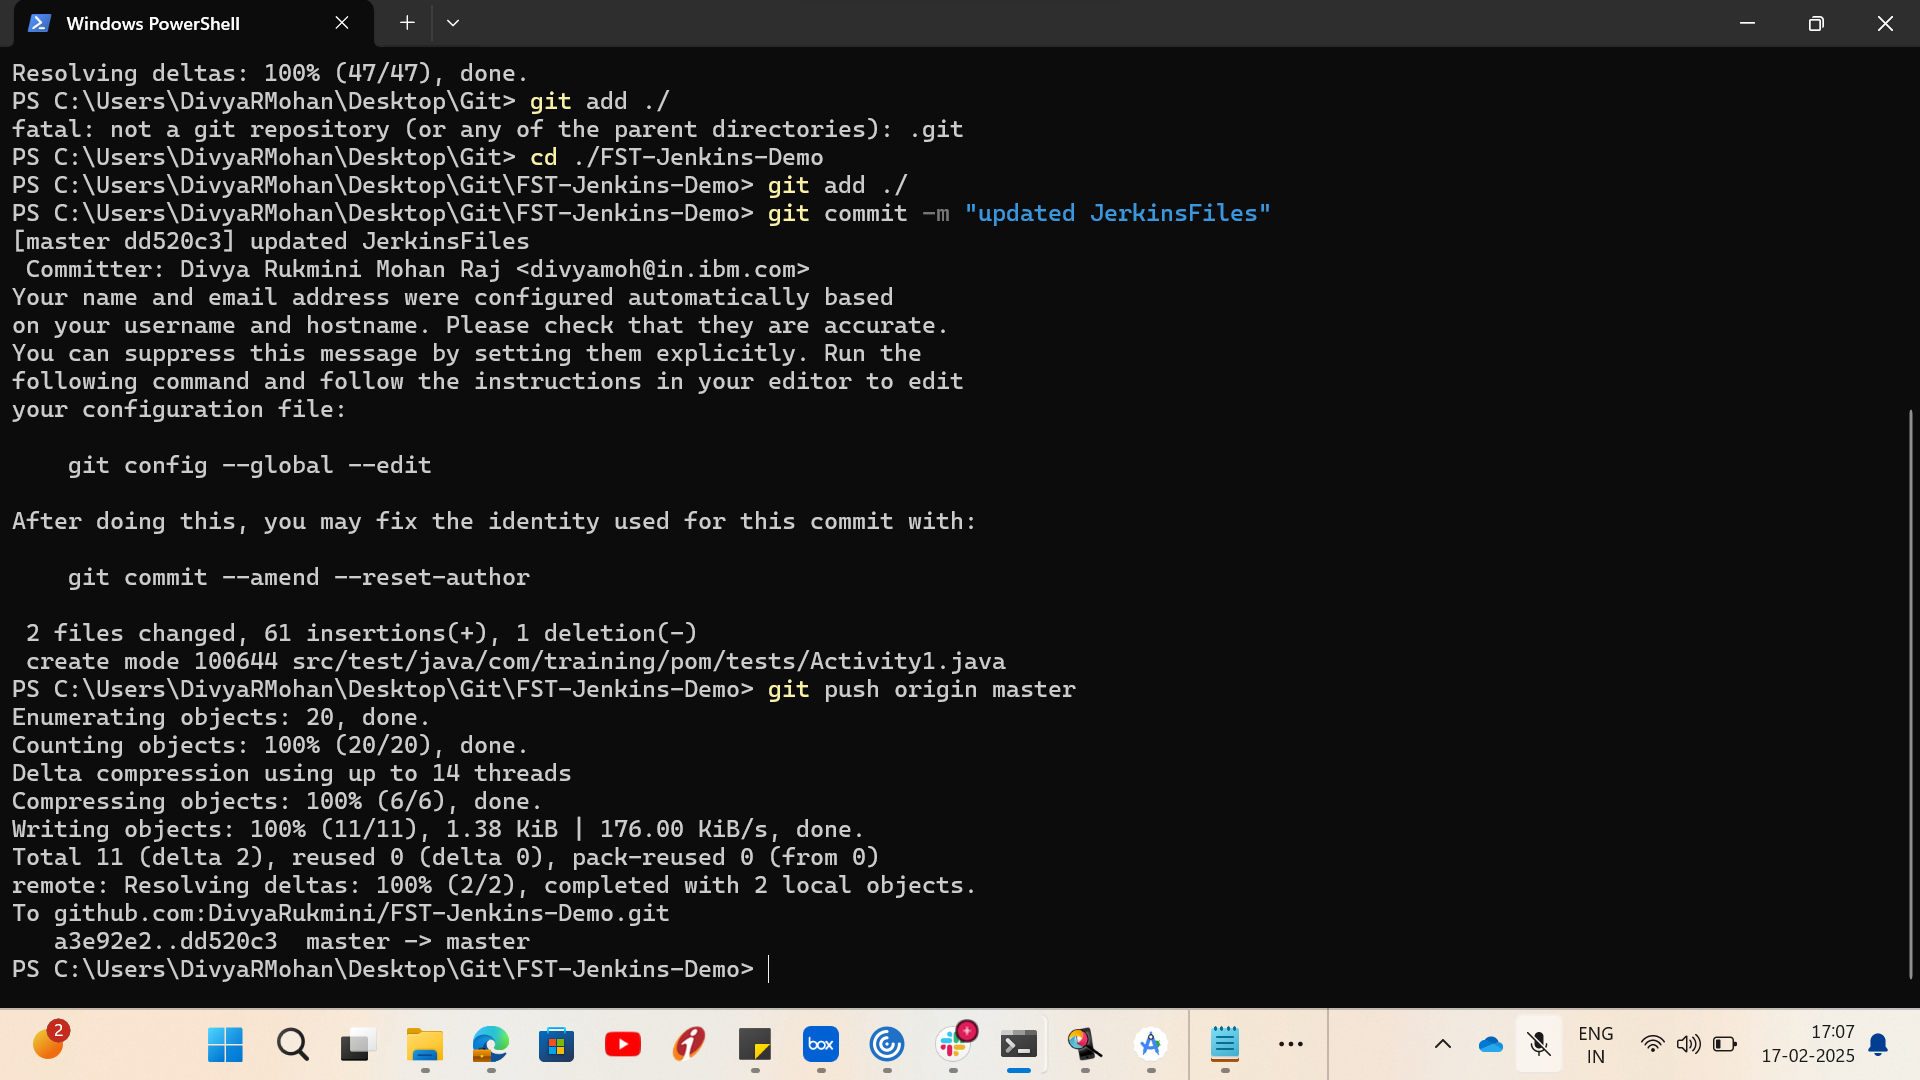 Windows PowerShell
Resolving deltas: 100% (47/47), done.
PS C:\Users\DivyaRMohan\Desktop\Git> git add ./
fatal: not a git repository (or any of the parent directories): .git
PS C:\Users\DivyaRMohan\Desktop\Git> cd ./FST-Jenkins-Demo
PS C:\Users\DivyaRMohan\Desktop\Git\FST-Jenkins-Demo> git add ./
PS C:\Users\DivyaRMohan\Desktop\Git\FST-Jenkins-Demo> git commit -m "updated JerkinsFiles"
[master dd520c3] updated JerkinsFiles
Committer: Divya Rukmini Mohan Raj <divyamoh@in.ibm.com>
Your name and email address were configured automatically based
on your username and hostname. Please check that they are accurate.
You can suppress this message by setting them explicitly. Run the
following command and follow the instructions in your editor to edit
your configuration file:
git config --global --edit
After doing this, you may fix the identity used for this commit with:
git commit --amend --reset-author
2 files changed, 61 insertions(+), 1 deletion(-)
create mode 100644 src/test/java/com/training/pom/tests/Activity1.java
PS C:\Users\DivyaRMohan\Desktop\Git\FST-Jenkins-Demo> git push origin master
Enumerating objects: 20, done.
Counting objects: 100% (20/20), done.
Delta compression using up to 14 threads
Compressing objects: 100% (6/6), done.
Writing objects: 100% (11/11), 1.38 KiB | 176.00 KiB/s, done.
Total 11 (delta 2), reused 0 (delta 0), pack-reused 0 (from 0)
remote: Resolving deltas: 100% (2/2), completed with 2 local objects.
To github.com:DivyaRukmini/FST-Jenkins-Demo.git
a3e92e2..dd520c3  master -> master
PS C:\Users\DivyaRMohan\Desktop\Git\FST-Jenkins-Demo>
2
box
ENG
IN
17:07
17-02-2025